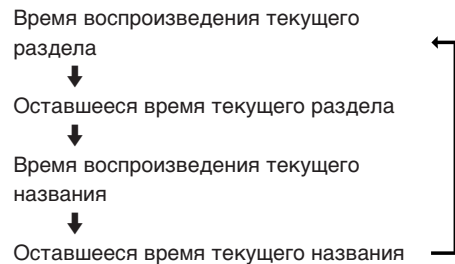 Время воспроизведения текущего
раздела
Оставшееся время текущего раздела
Время воспроизведения текущего
названия
Оставшееся время текущего названия